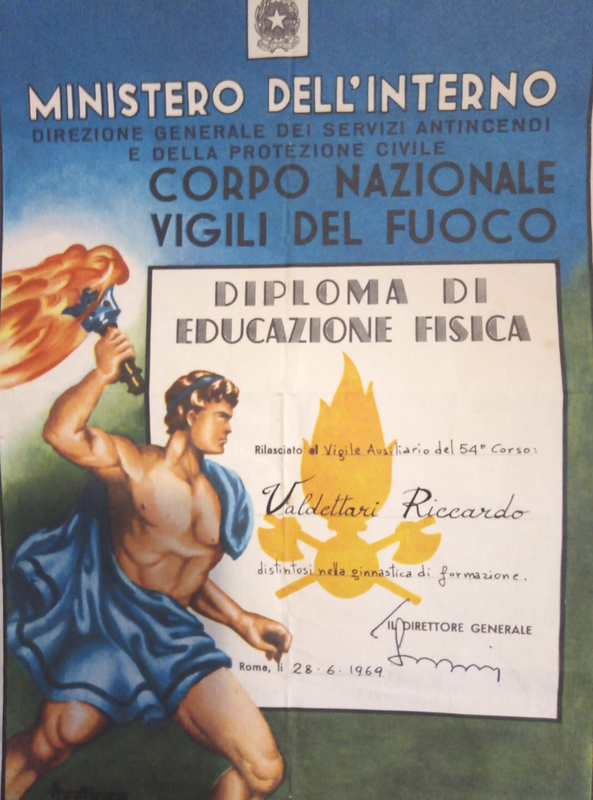 MINISTERO DELL'INTERNO
DIREZIONE GENERALE DEI SERVIZI ANTINCENDI
E DELLA PROTEZIONE CIVILE
CORPO NAZIONALE
VIGILI DEL FUOCO
DIPLOMA DI
EDUCAZIONE FISICA
Rilasciato al Vigile Ausiliario del 54° Corso:
Valdettari Riccardo
distintosi nella ginnastica di formazione.
IL DIRETTORE GENERALE
Roma, li 28.6.1969